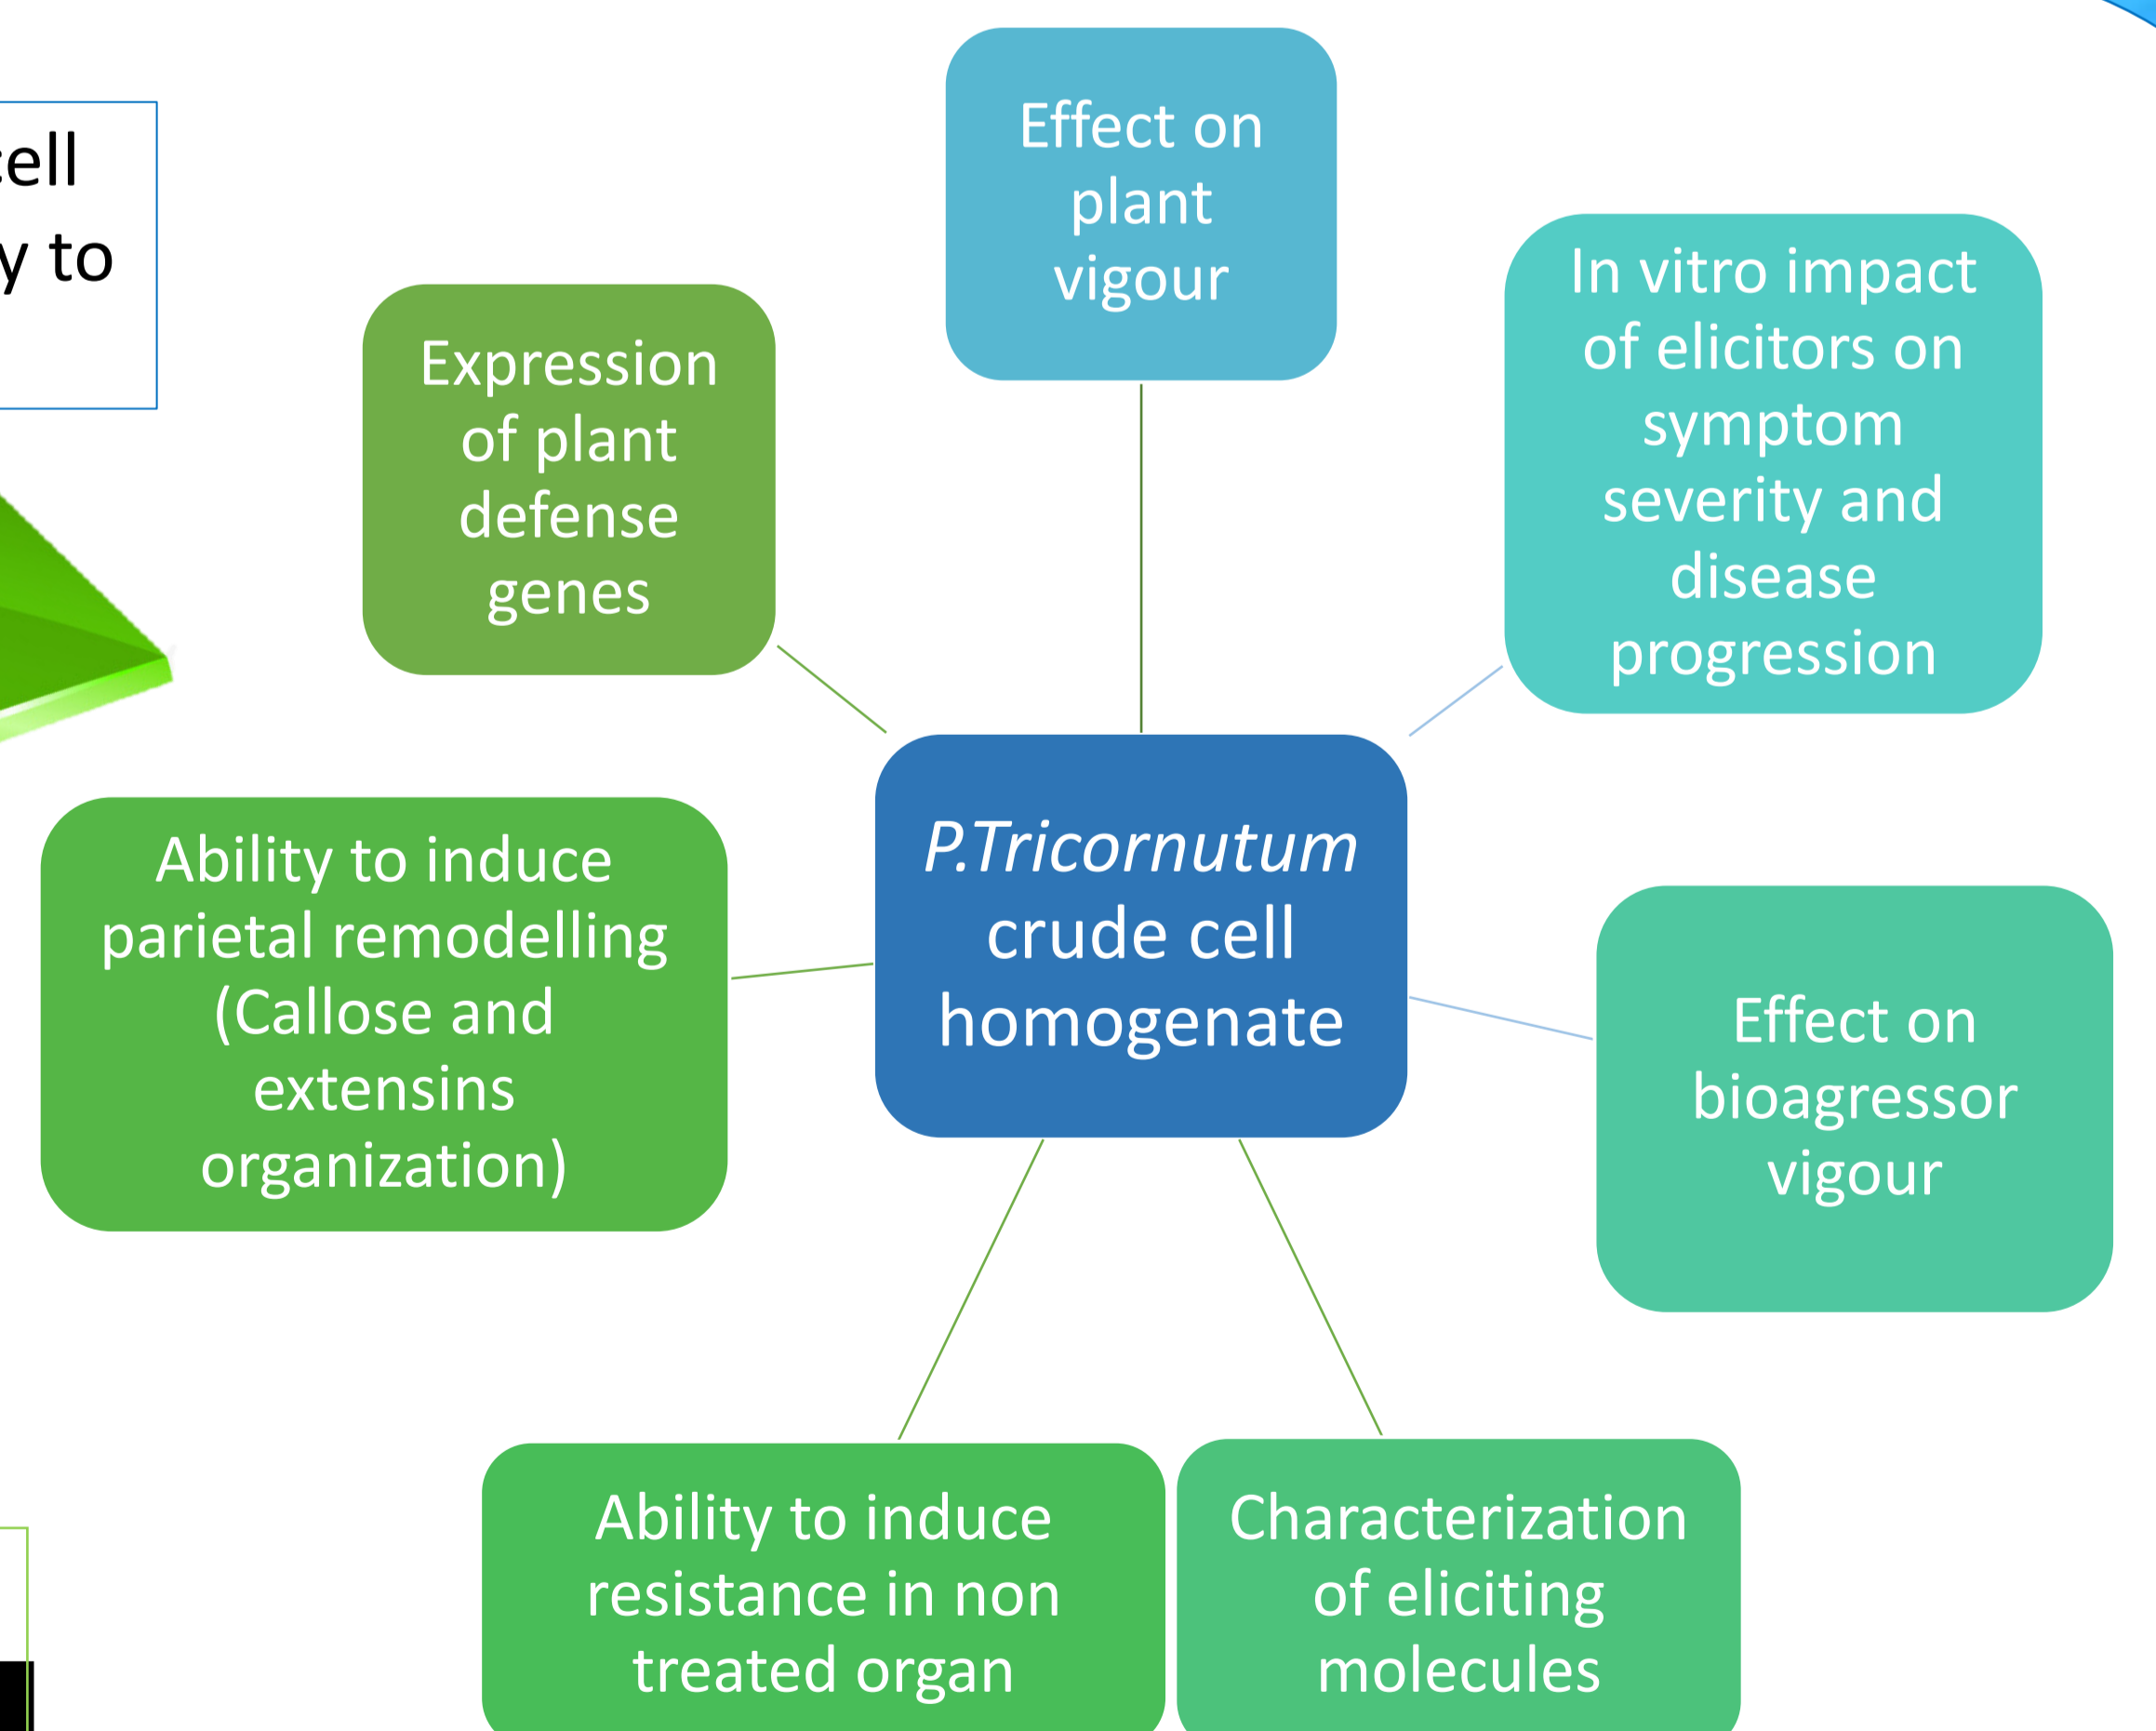 ell
y to
Effect on
plant
vigour
In vitro impact
of elicitors on
symptom
severity and
disease
progression
Expression
of plant
defense
genes
P.Tricornutum
crude cell
homogenate
Ability to induce
parietal remodelling
(Callose and
extensins
organization)
Effect on
bioagressor
vigour
Ability to induce
resistance in non
treated organ
Characterization
of eliciting
molecules